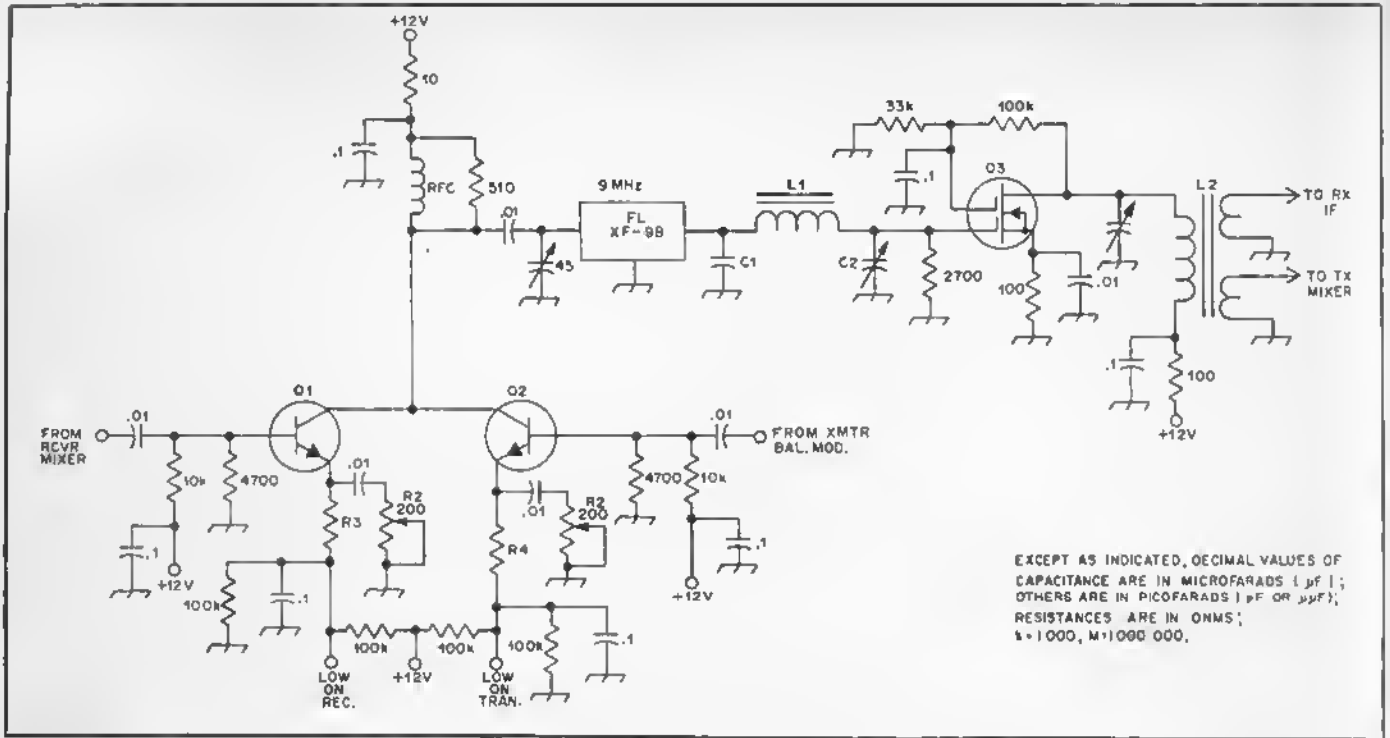 +12V
10
.1
RFC
510
.01
45
9 MHz
FL
XF-9B
C1
L1
C2
2700
33k
100k
.1
Q3
100
.01
L2
TO RX
IF
TO TX
MIXER
.1
100
+12V
Q1
Q2
FROM
RCVR
MIXER
.01
10k
4700
.1
+12V
.01
R2
200
R3
100k
.1
100k
100k
LOW
ON
REC.
+12V
LOW
ON
TRAN.
R4
.01
R2
200
4700
10k
.01
FROM XMTR
BAL. MOD.
.1
+12V
100k
.1
EXCEPT AS INDICATED, DECIMAL VALUES OF
CAPACITANCE ARE IN MICROFARADS ( µF );
OTHERS ARE IN PICOFARADS ( pF OR µµF);
RESISTANCES ARE IN OHMS;
k=1000, M=1000 000.